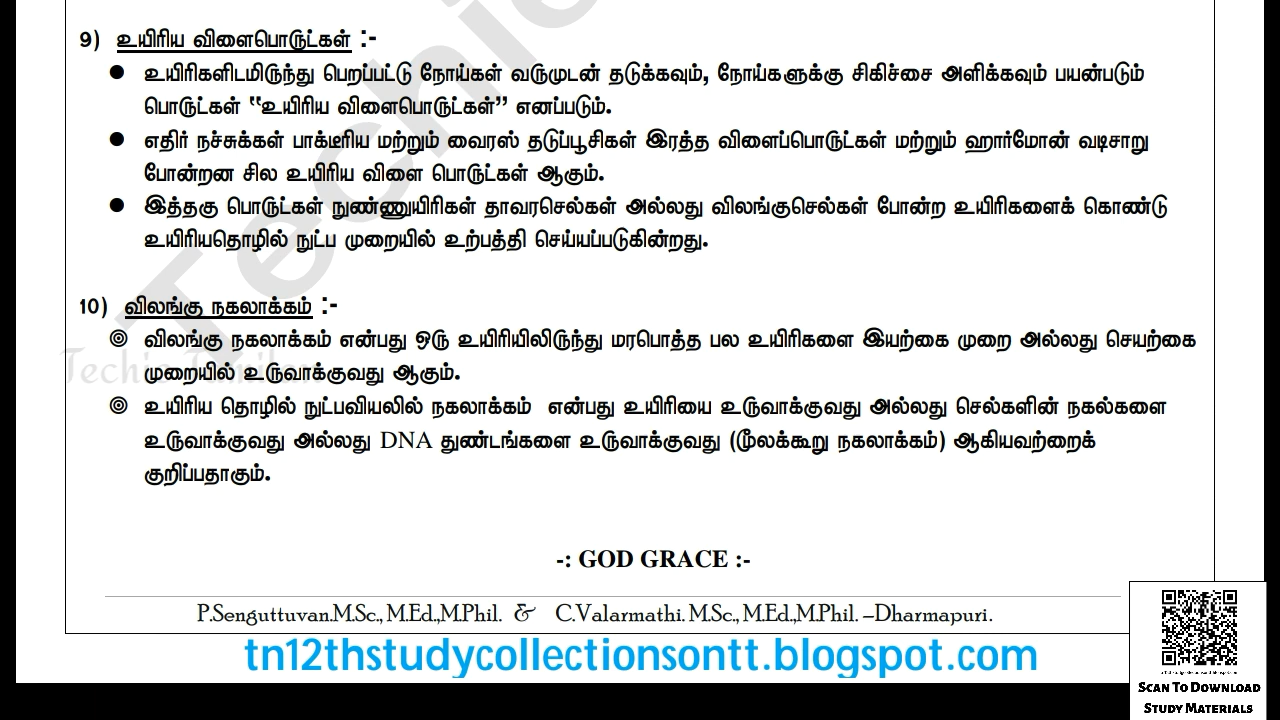 9) உயிரிய விளைபொருட்கள் :-
● உயிரிகளிடமிருந்து பெறப்பட்டு நோய்கள் வருமுடன் தடுக்கவும், நோய்களுக்கு சிகிச்சை அளிக்கவும் பயன்படும்
பொருட்கள் “உயிரிய விளைபொருட்கள்” எனப்படும்.
● எதிர் நச்சுக்கள் பாக்டீரிய மற்றும் வைரஸ் தடுப்பூசிகள் இரத்த விளைப்பொருட்கள் மற்றும் ஹார்மோன் வடிசாறு
போன்றன சில உயிரிய விளை பொருட்கள் ஆகும்.
● இத்தகு பொருட்கள் நுண்ணுயிரிகள் தாவரசெல்கள் அல்லது விலங்குசெல்கள் போன்ற உயிரிகளைக் கொண்டு
உயிரியதொழில் நுட்ப முறையில் உற்பத்தி செய்யப்படுகின்றது.
10) விலங்கு நகலாக்கம் :-
◎ விலங்கு நகலாக்கம் என்பது ஒரு உயிரியிலிருந்து மரபொத்த பல உயிரிகளை இயற்கை முறை அல்லது செயற்கை
முறையில் உருவாக்குவது ஆகும்.
◎ உயிரிய தொழில் நுட்பவியலில் நகலாக்கம் என்பது உயிரியை உருவாக்குவது அல்லது செல்களின் நகல்களை
உருவாக்குவது அல்லது DNA துண்டங்களை உருவாக்குவது (மூலக்கூறு நகலாக்கம்) ஆகியவற்றைக்
குறிப்பதாகும்.
-: GOD GRACE :-
P.Senguttuvan.M.Sc., M.Ed.,M.Phil. & C.Valarmathi. M.Sc., M.Ed.,M.Phil. –Dharmapuri.
tn12thstudycollectionsontt.blogspot.com
SCAN TO DOWNLOAD
STUDY MATERIALS